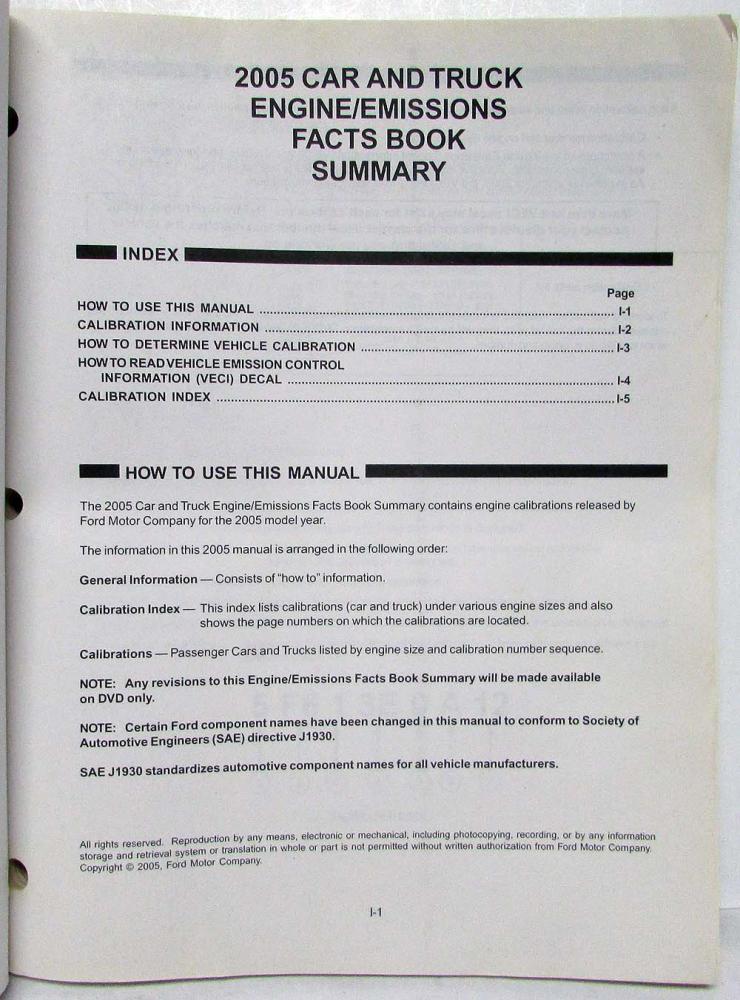 2005 CAR AND TRUCK
ENGINE/EMISSIONS
FACTS BOOK
SUMMARY
INDEX
Page
HOW TO USE THIS MANUAL ........................................ I-1
CALIBRATION INFORMATION ........................................ I-2
HOW TO DETERMINE VEHICLE CALIBRATION ........................................ I-3
HOW TO READ VEHICLE EMISSION CONTROL
INFORMATION (VECI) DECAL ........................................ I-4
CALIBRATION INDEX ........................................ I-5
HOW TO USE THIS MANUAL
The 2005 Car and Truck Engine/Emissions Facts Book Summary contains engine calibrations released by
Ford Motor Company for the 2005 model year.
The information in this 2005 manual is arranged in the following order:
General Information — Consists of "how to" information.
Calibration Index — This index lists calibrations (car and truck) under various engine sizes and also
shows the page numbers on which the calibrations are located.
Calibrations — Passenger Cars and Trucks listed by engine size and calibration number sequence.
NOTE: Any revisions to this Engine/Emissions Facts Book Summary will be made available
on DVD only.
NOTE: Certain Ford component names have been changed in this manual to conform to Society of
Automotive Engineers (SAE) directive J1930.
SAE J1930 standardizes automotive component names for all vehicle manufacturers.
All rights reserved. Reproduction by any means, electronic or mechanical, including photocopying, recording, or by any information
storage and retrieval system or translation in whole or part is not permitted without written authorization from Ford Motor Company.
Copyright © 2005, Ford Motor Company.
I-1